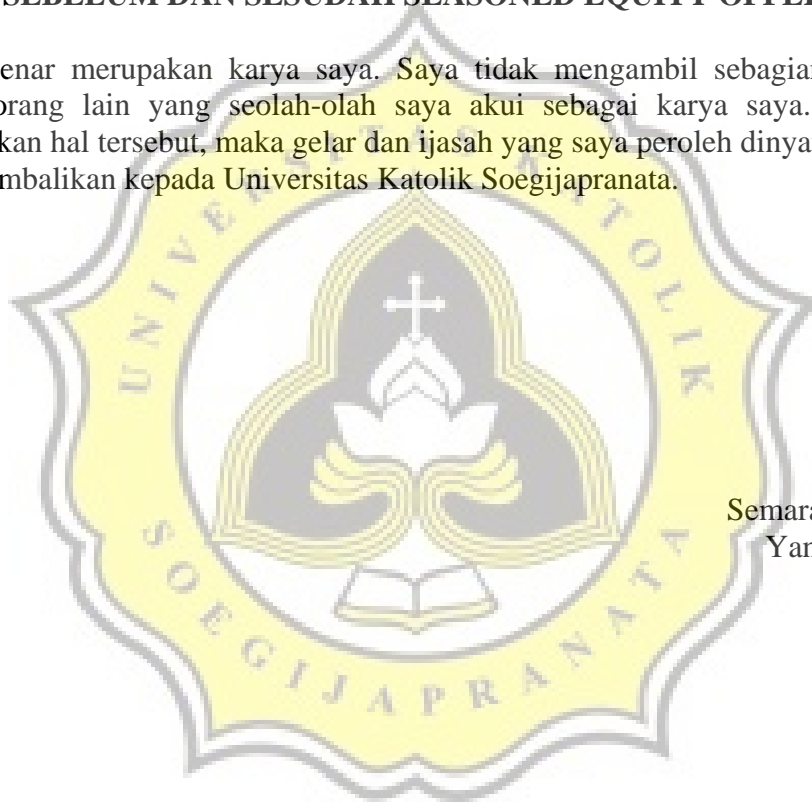 SEBELUM DAN SESUDAH SEASONED EQUITY
enar merupakan karya saya. Saya tidak mengambil sebagian
orang lain yang seolah-olah saya akui sebagai karya saya.
kan hal tersebut, maka gelar dan ijasah yang saya peroleh dinya
mbalikan kepada Universitas Katolik Soegijapranata.
UNIVERSITAS KATOLIK
SOEGIJAPRANATA
Semara
Yan